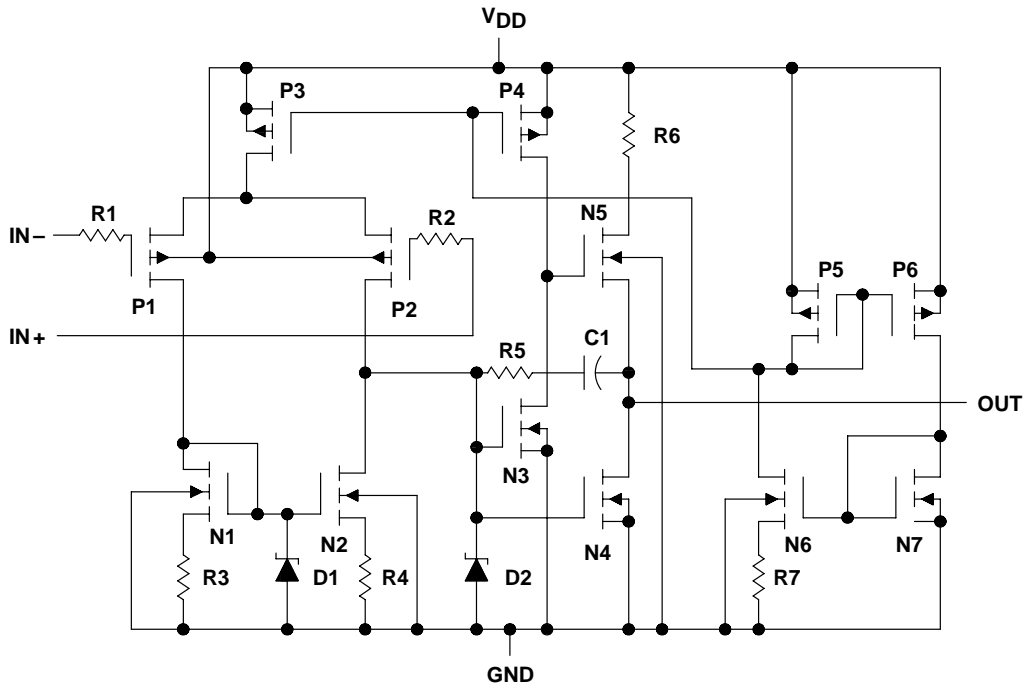 VDD
P3
P4
R6
R1
R2
N5
IN–
P1
P2
P5
P6
IN+
R5
C1
OUT
N3
N1
N2
N4
N6
N7
R3
D1
R4
D2
R7
GND